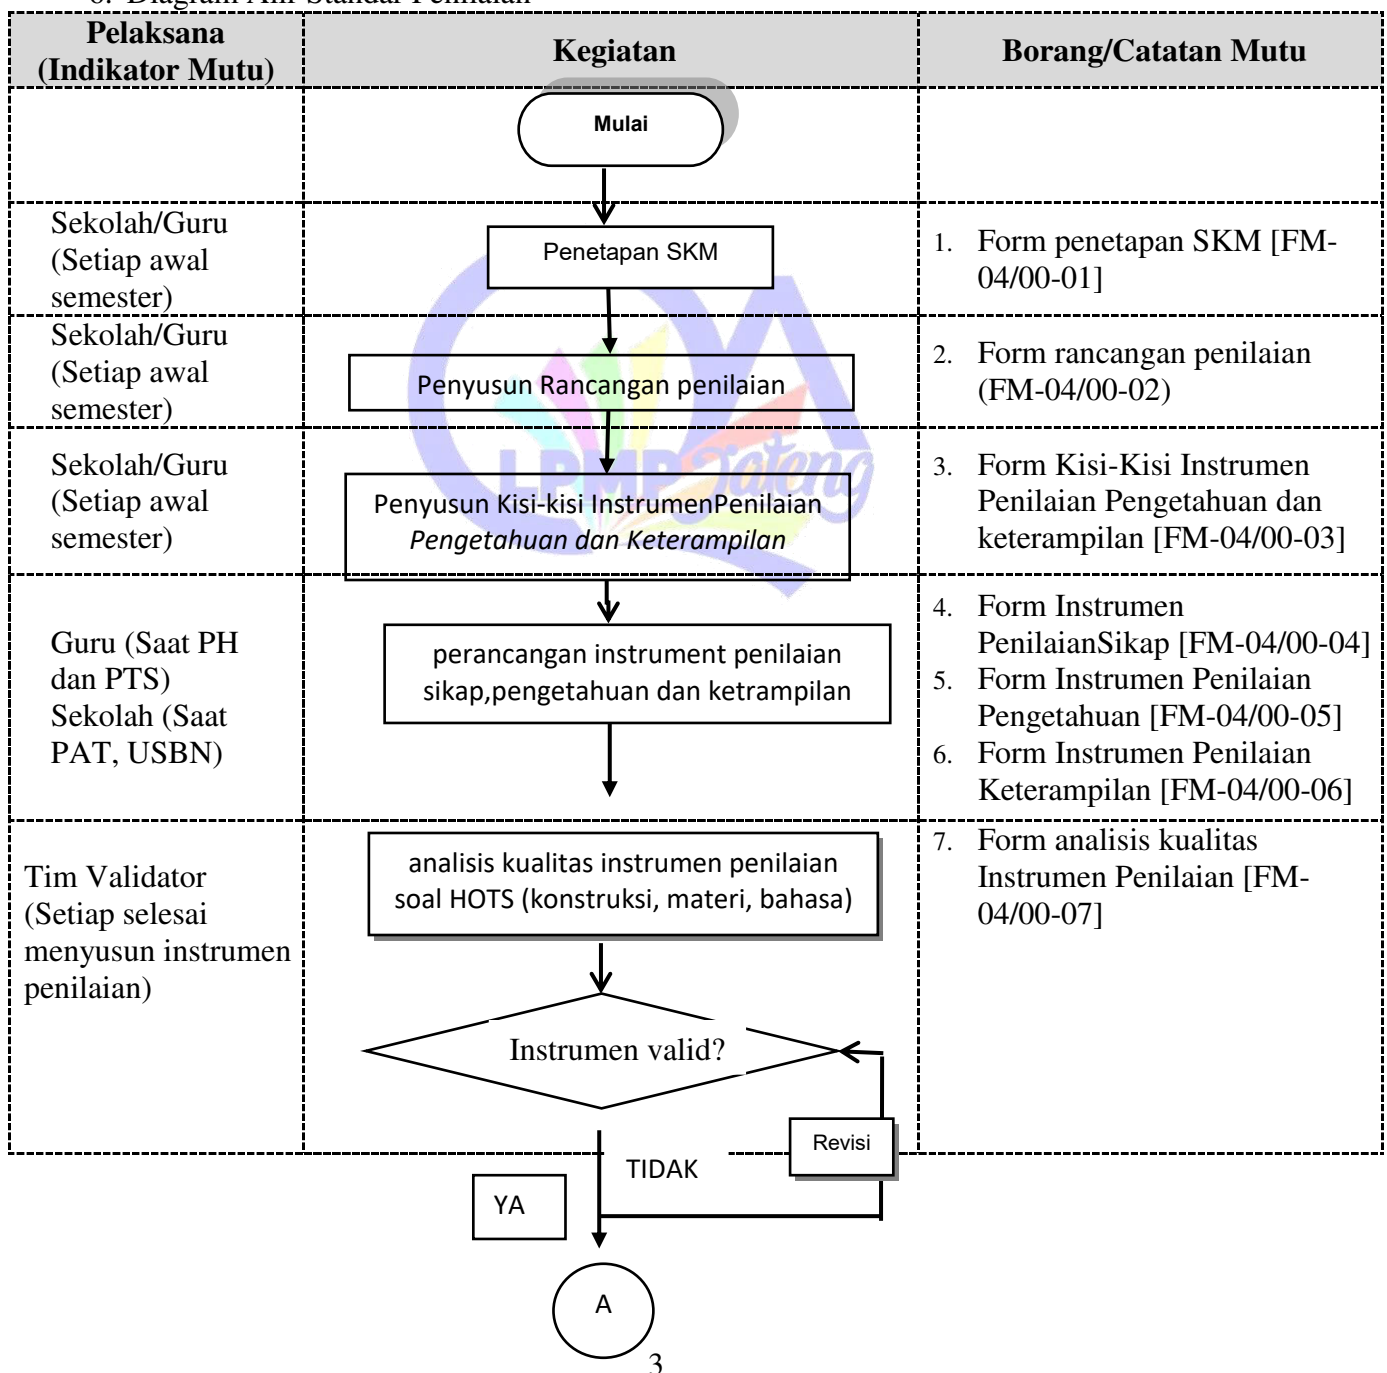 6. Diagram Alir Standar Penilaian
Pelaksana
(Indikator Mutu)
Kegiatan
Borang/Catatan Mutu
Mulai
Sekolah/Guru
(Setiap awal
semester)
Penetapan SKM
1. Form penetapan SKM [FM-
04/00-01]
Sekolah/Guru
(Setiap awal
semester)
Penyusun Rancangan penilaian
2. Form rancangan penilaian
(FM-04/00-02)
LPMP Jateng
Sekolah/Guru
(Setiap awal
semester)
Penyusun Kisi-kisi InstrumenPenilaian
Pengetahuan dan Keterampilan
3. Form Kisi-Kisi Instrumen
Penilaian Pengetahuan dan
keterampilan [FM-04/00-03]
Guru (Saat PH
dan PTS)
Sekolah (Saat
PAT, USBN)
perancangan instrument penilaian
sikap,pengetahuan dan ketrampilan
4. Form Instrumen
PenilaianSikap [FM-04/00-04]
5. Form Instrumen Penilaian
Pengetahuan [FM-04/00-05]
6. Form Instrumen Penilaian
Keterampilan [FM-04/00-06]
Tim Validator
(Setiap selesai
menyusun instrumen
penilaian)
analisis kualitas instrumen penilaian
soal HOTS (konstruksi, materi, bahasa)
7. Form analisis kualitas
Instrumen Penilaian [FM-
04/00-07]
Instrumen valid?
Revisi
TIDAK
YA
A
3